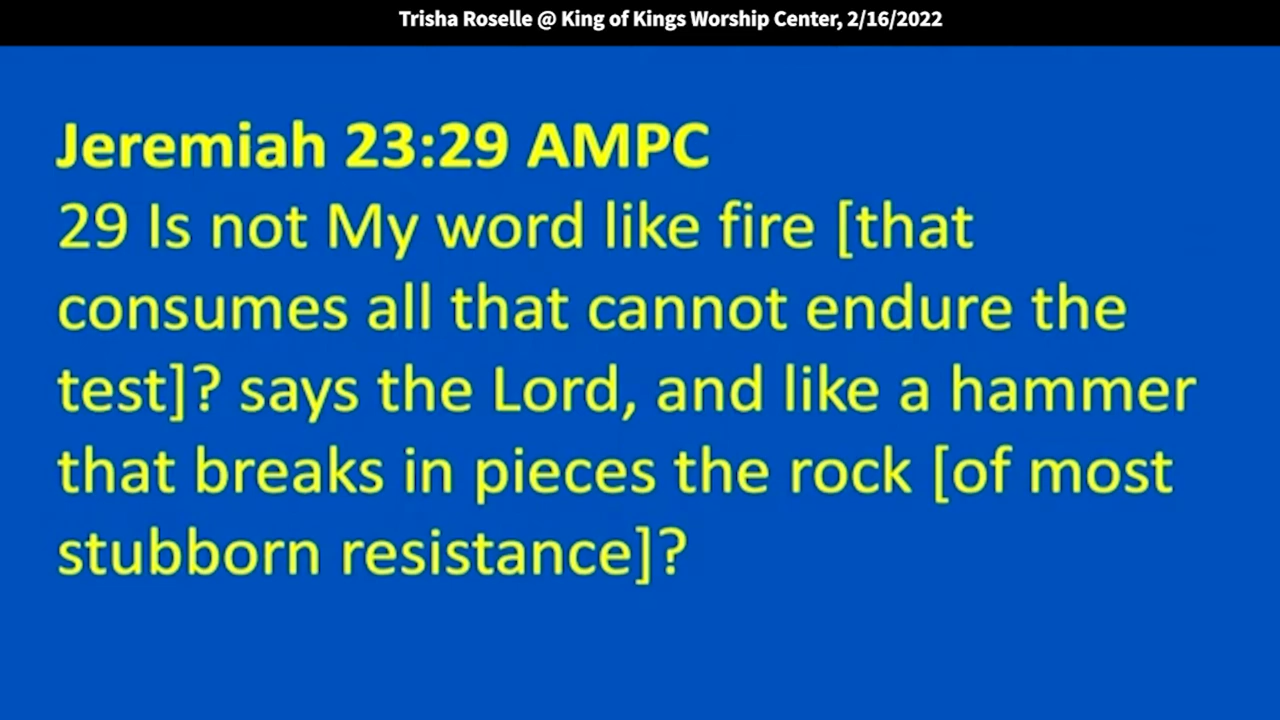 Trisha Roselle @ King of Kings Worship Center, 2/16/2022
Jeremiah 23:29 AMPC
29 Is not My word like fire [that
consumes all that cannot endure the
test]? says the Lord, and like a hammer
that breaks in pieces the rock [of most
stubborn resistance]?